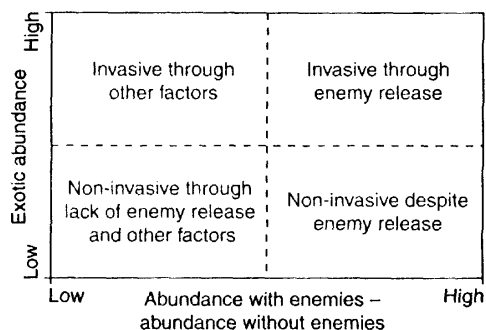 High
Exotic abundance
Low
Invasive through
other factors
Invasive through
enemy release
Non-invasive through
lack of enemy release
and other factors
Non-invasive despite
enemy release
Low
High
Abundance with enemies –
abundance without enemies